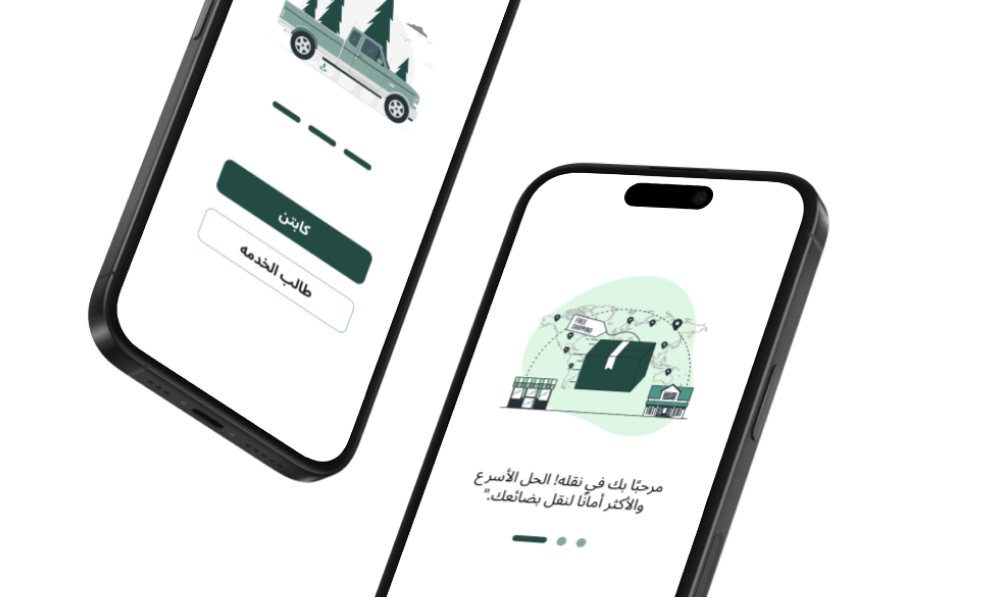 كابتن
طالب الخدمه
FREE
SHIPPING
مرحبًا بك في نقله! الحل الأسرع
والأكثر أمانًا لنقل بضائعك."